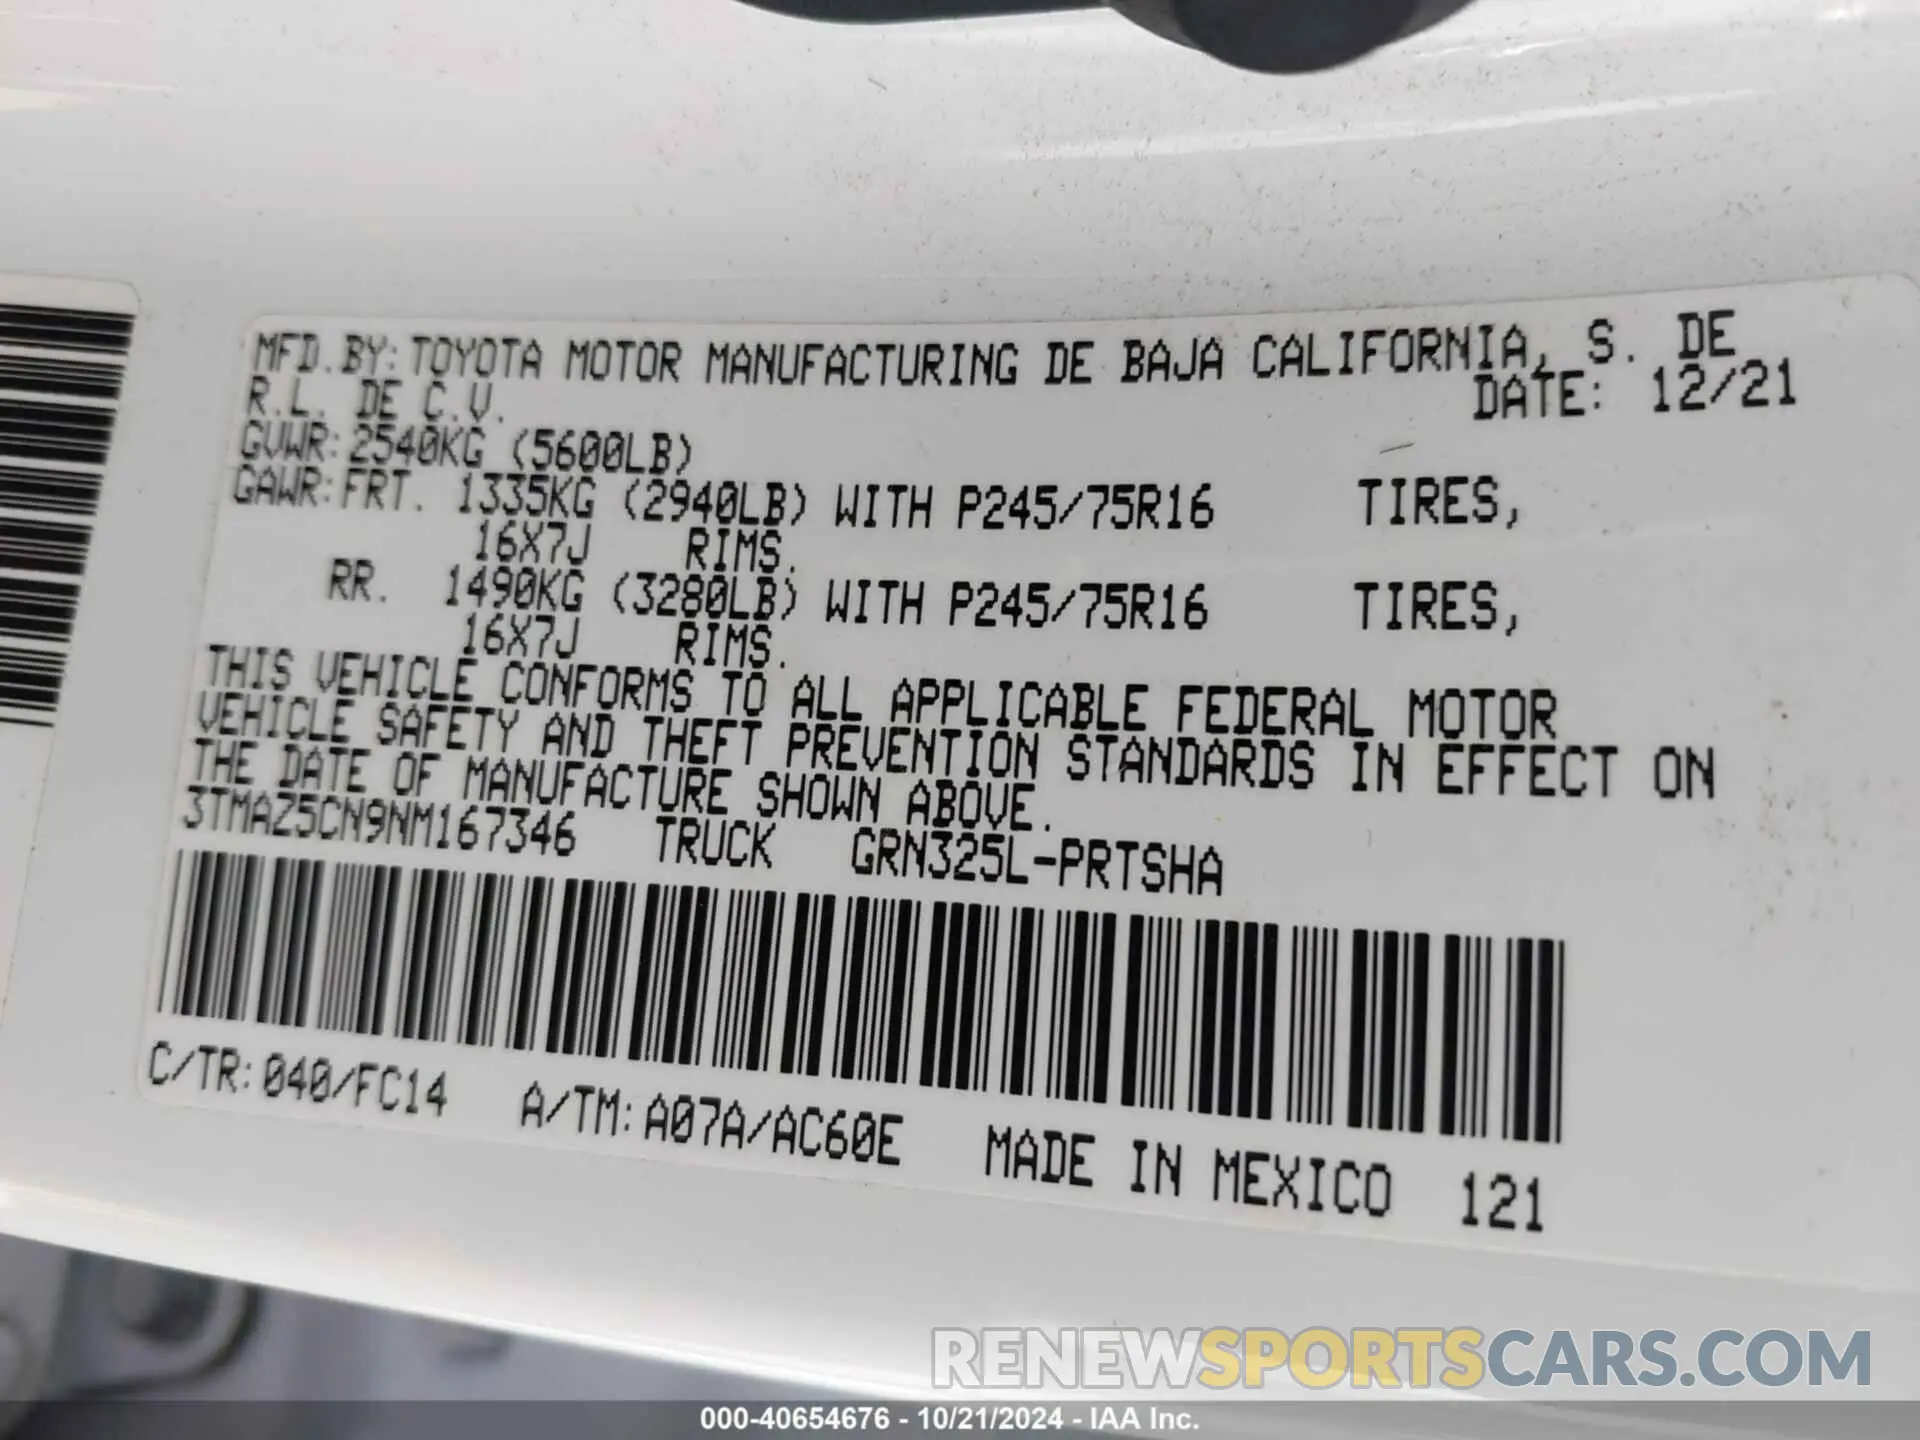 MFD.BY:TOYOTA MOTOR MANUFACTURING DE BAJA CALIFORNIA, S. DE
R.L. DE C.V. DATE: 12/21
GVWR:2540KG (5600LB)
GAWR:FRT. 1335KG (2940LB) WITH P245/75R16 TIRES,
16X7J RIMS.
RR. 1490KG (3280LB) WITH P245/75R16 TIRES,
16X7J RIMS.
THIS VEHICLE CONFORMS TO ALL APPLICABLE FEDERAL MOTOR
VEHICLE SAFETY AND THEFT PREVENTION STANDARDS IN EFFECT ON
THE DATE OF MANUFACTURE SHOWN ABOVE.
3TMAZ5CN9NM167346 TRUCK GRN325L-PRTSHA
C/TR:040/FC14 A/TM:A07A/AC60E MADE IN MEXICO 121
RENEWSPORTSCARS.COM
000-40654676 - 10/21/2024 - IAA Inc.